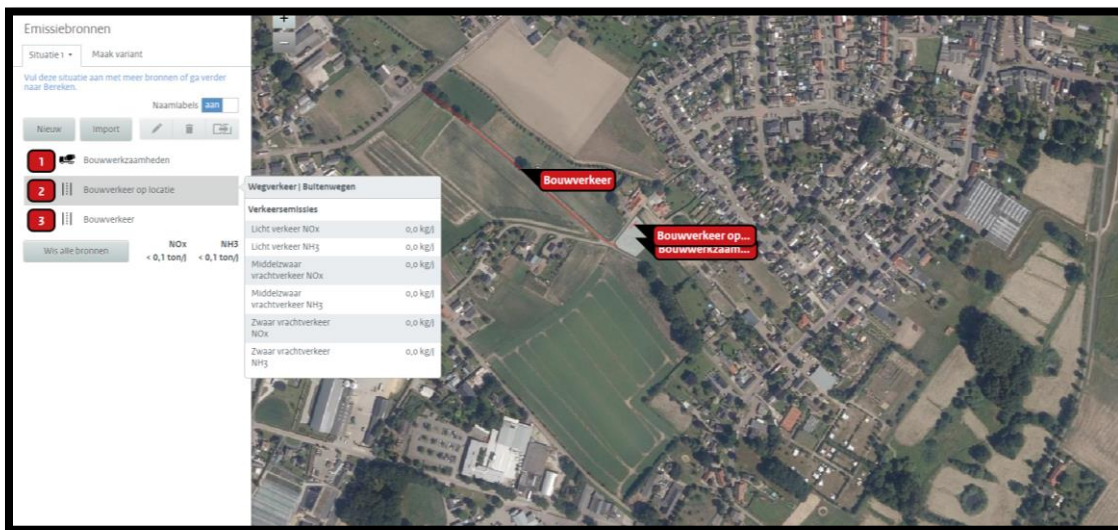 +
−
Emissiebronnen
Situatie 1
Maak variant
Vul deze situatie aan met meer bronnen of ga verder
naar Bereken.
Naamlabels aan
Nieuw
Import
1 Bouwwerkzaamheden
2 Bouwverkeer op locatie
3 Bouwverkeer
Wis alle bronnen
NOx NH3
< 0,1 ton/j < 0,1 ton/j
Wegverkeer | Buitenwegen
Verkeersemissies
Licht verkeer NOx 0,0 kg/j
Licht verkeer NH3 0,0 kg/j
Middelzwaar
vrachtverkeer NOx 0,0 kg/j
Middelzwaar
vrachtverkeer NH3 0,0 kg/j
Zwaar vrachtverkeer
NOx 0,0 kg/j
Zwaar vrachtverkeer
NH3 0,0 kg/j
Bouwverkeer
Bouwverkeer op...
Bouwwerkzaam...